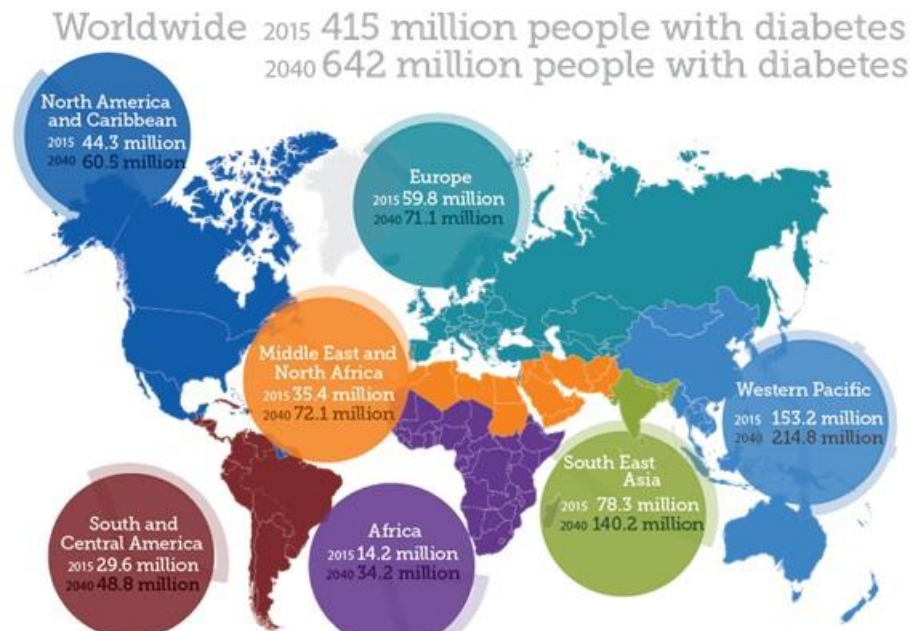 Worldwide 2015 415 million people with diabetes
2040 642 million people with diabetes
North America
and Caribbean
2015 44.3 million
2040 60.5 million
Europe
2015 59.8 million
2040 71.1 million
Middle East and
North Africa
2015 35.4 million
2040 72.1 million
Western Pacific
2015 153.2 million
2040 214.8 million
South East
Asia
2015 78.3 million
2040 140.2 million
South and
Central America
2015 29.6 million
2040 48.8 million
Africa
2015 14.2 million
2040 34.2 million